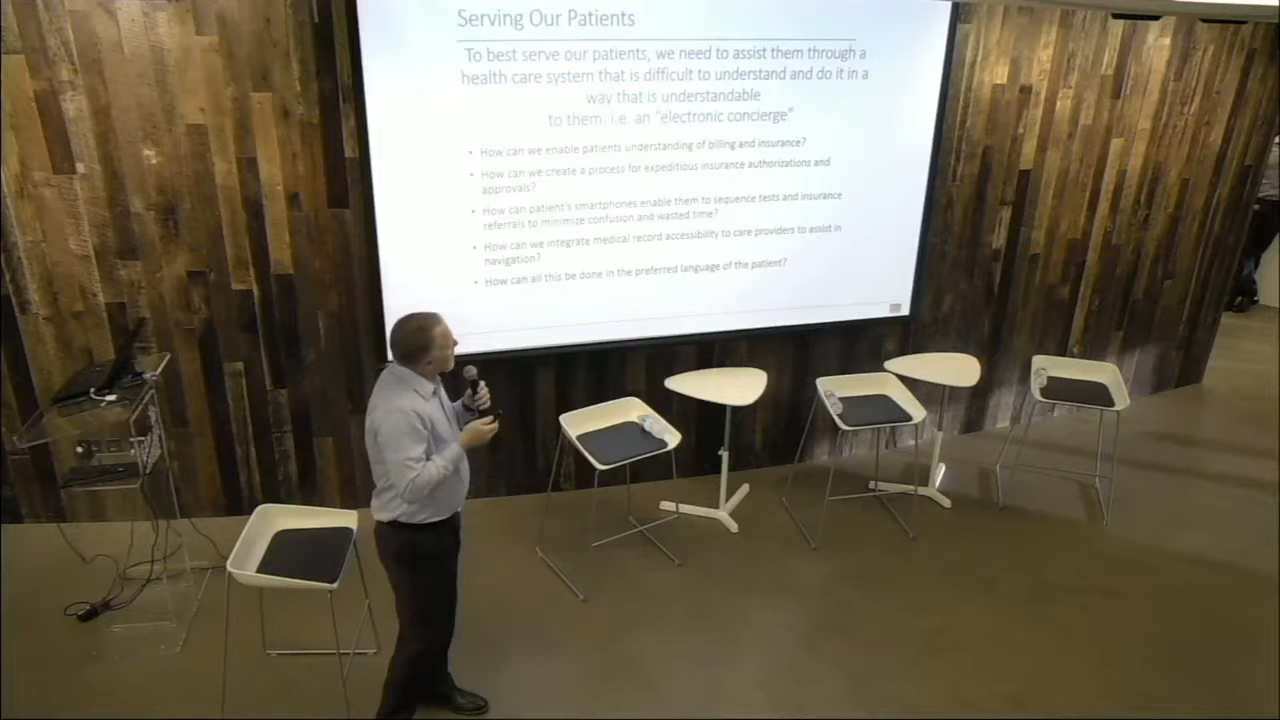 Serving Our Patients
To best serve our patients, we need to assist them through a
health care system that is difficult to understand and do it in a
way that is understandable
to them; i.e. an "electronic concierge"
• How can we enable patients understanding of billing and insurance?
• How can we create a process for expeditious insurance authorizations and
approvals?
• How can patient's smartphones enable them to sequence tests and insurance
referrals to minimize confusion and wasted time?
• How can we integrate medical record accessibility to care providers to assist in
navigation?
• How can all this be done in the preferred language of the patient?